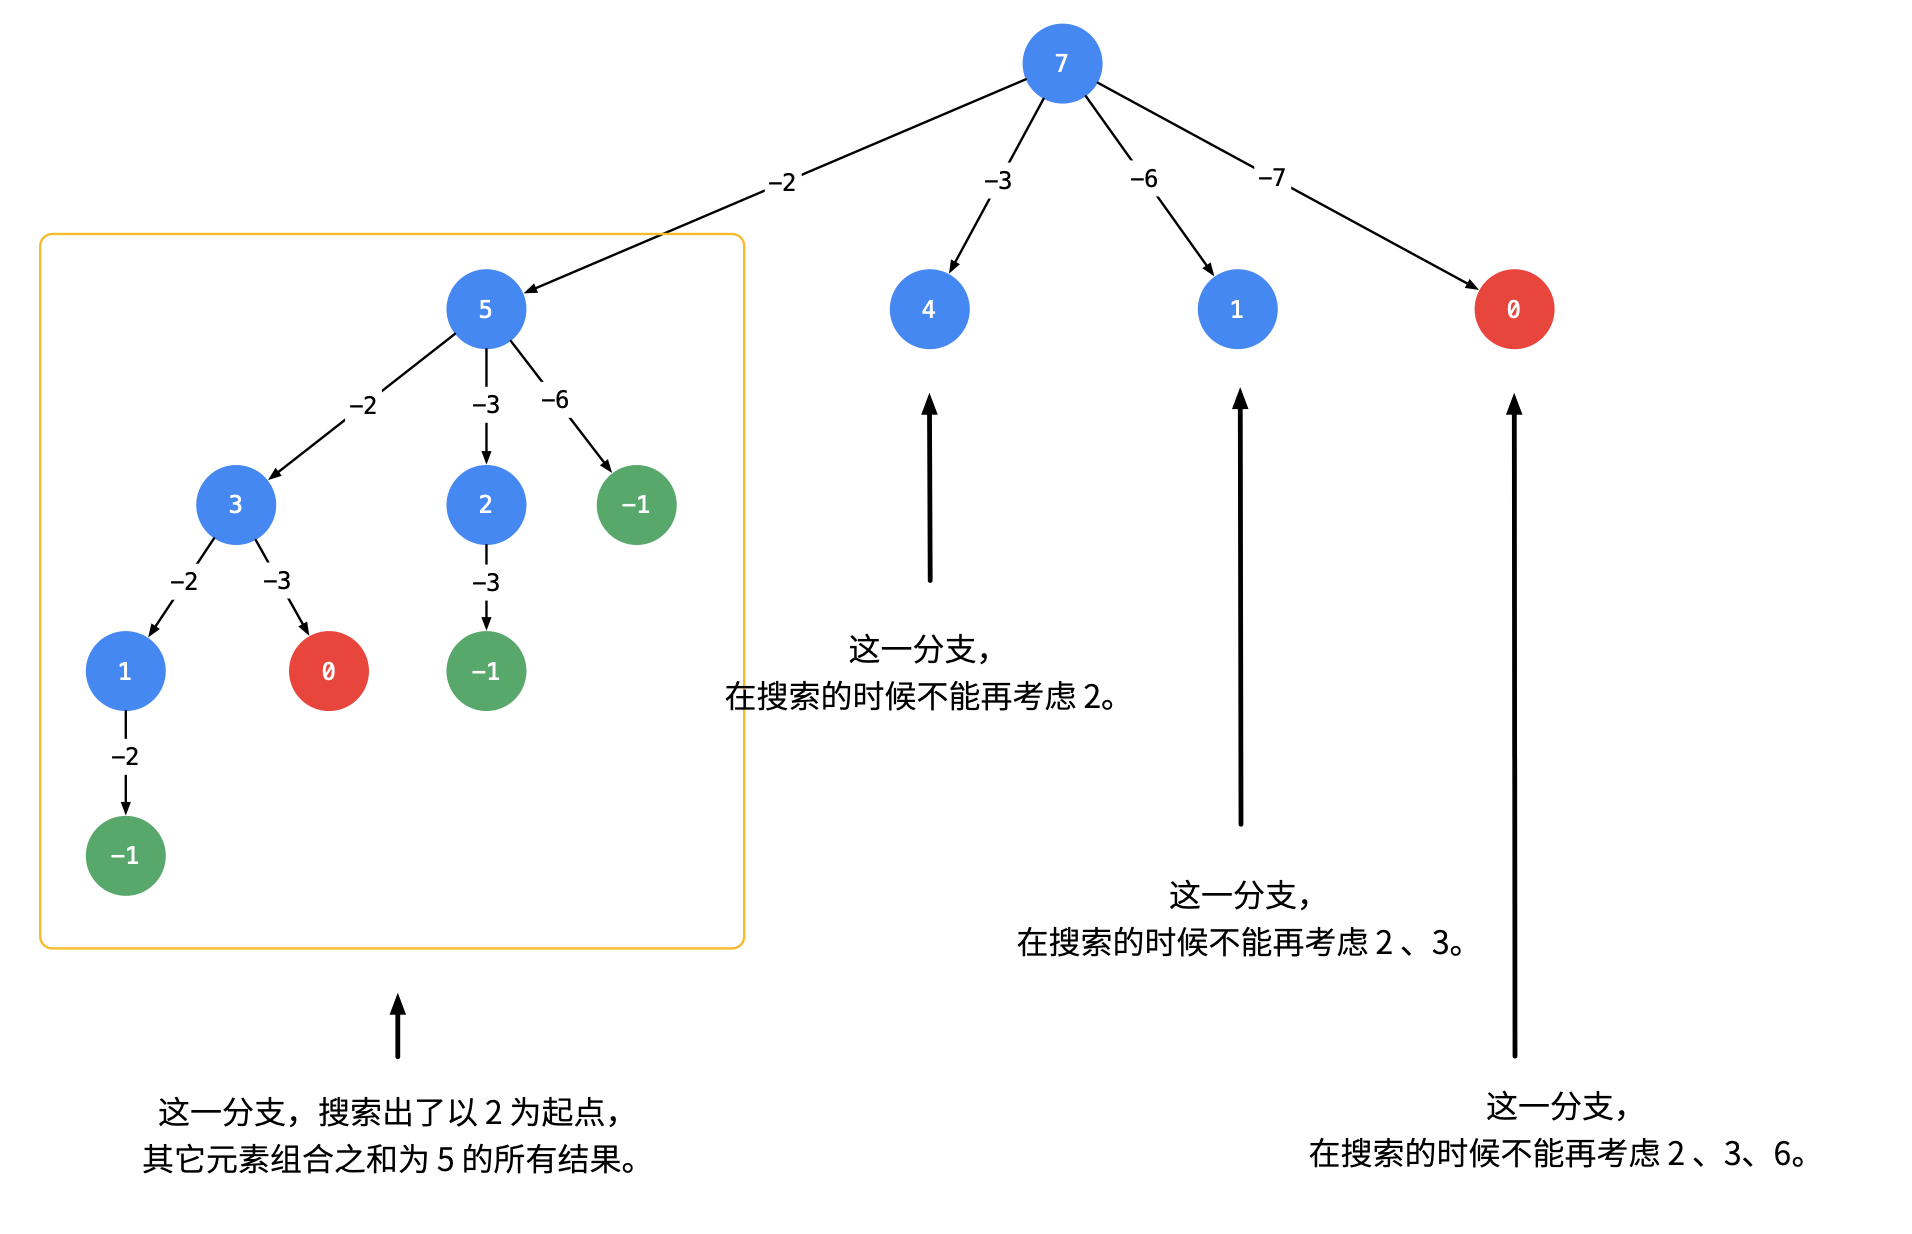 7
−2
−3
−6
−7
5
4
1
0
−2
−3
−6
3
2
−1
−2
−3
−3
1
0
−1
−2
−1
这一分支，
在搜索的时候不能再考虑 2。
这一分支，
在搜索的时候不能再考虑 2 、3。
这一分支，搜索出了以 2 为起点，
其它元素组合之和为 5 的所有结果。
这一分支，
在搜索的时候不能再考虑 2 、3、6。